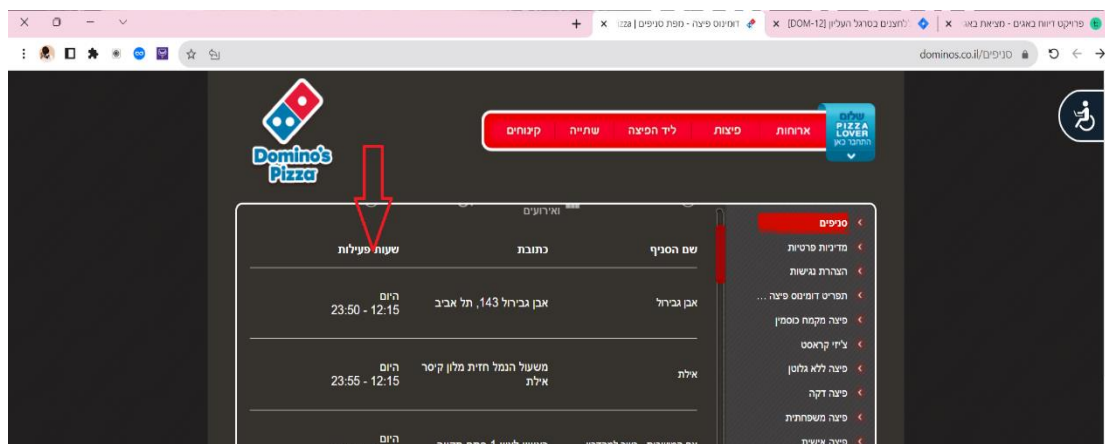 פרויקט דיווח באגים - מציאת באגי
לחצנים בסרגל העליון [DOM-12]
דומינוס פיצה - מפת סניפים | izza
dominos.co.il/סניפים
שלום
PIZZA
LOVER
התחבר כאן
ארוחות
פיצות
ליד הפיצה
שתייה
קינוחים
Domino's
Pizza
סניפים
מדיניות פרטיות
הצהרת נגישות
תפריט דומינוס פיצה ...
פיצה מקמח כוסמין
צ'יזי קראסט
פיצה ללא גלוטן
פיצה דקה
פיצה משפחתית
פיצה אישית
ואירועים
שם הסניף
כתובת
שעות פעילות
אבן גבירול
אבן גבירול 143, תל אביב
היום
23:50 - 12:15
אילת
משעול הנמל חזית מלון קיסר
אילת
היום
23:55 - 12:15
היום